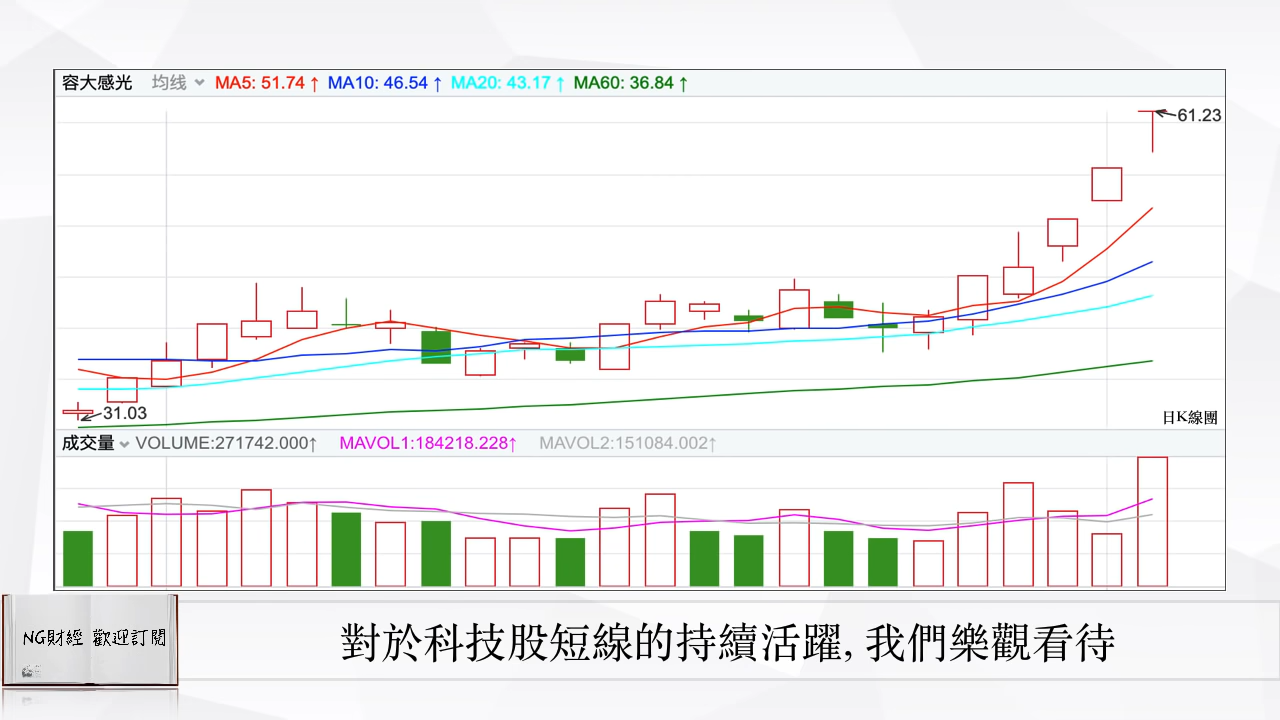 容大感光 均线 MA5: 51.74 ↑ MA10: 46.54 ↑ MA20: 43.17 ↑ MA60: 36.84 ↑
61.23
31.03
日K線圖
成交量 VOLUME:271742.000↑ MAVOL1:184218.228↑ MAVOL2:151084.002↑
NG財經 歡迎訂閱
對於科技股短線的持續活躍, 我們樂觀看待